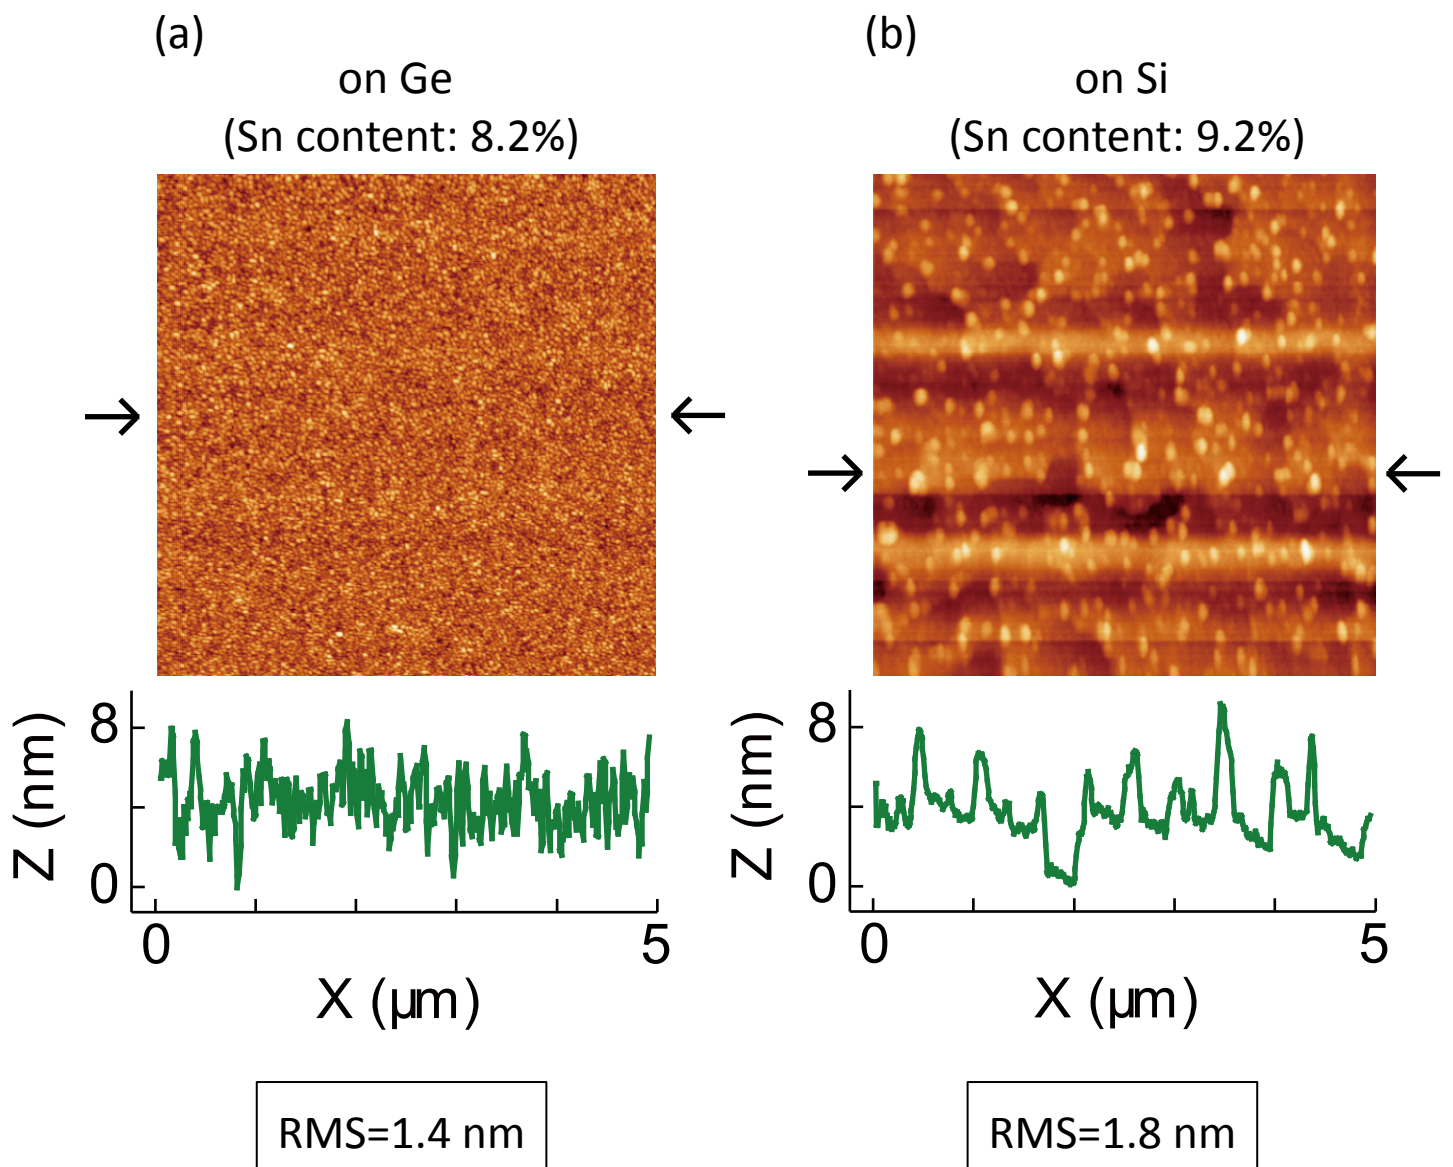 (a)
on Ge
(Sn content: 8.2%)
8
0
Z (nm)
0
5
X (µm)
RMS=1.4 nm
(b)
on Si
(Sn content: 9.2%)
8
0
Z (nm)
0
5
X (µm)
RMS=1.8 nm